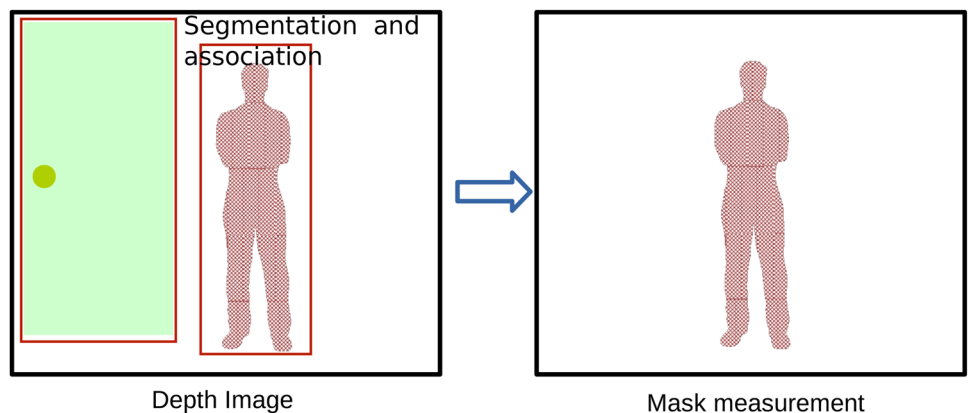 Segmentation and
association
Depth Image
Mask measurement